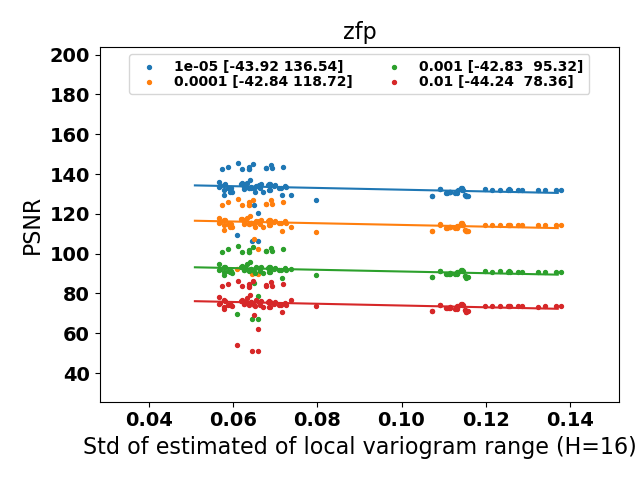 zfp
1e-05 [-43.92 136.54]
0.0001 [-42.84 118.72]
0.001 [-42.83  95.32]
0.01 [-44.24  78.36]
200
180
160
140
120
100
80
60
40
PSNR
0.04 0.06 0.08 0.10 0.12 0.14
Std of estimated of local variogram range (H=16)